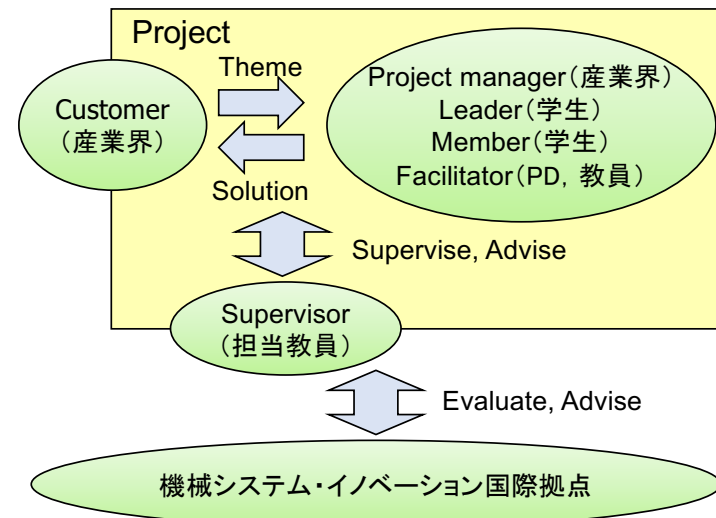 Project
Theme
Customer
(産業界)
Project manager(産業界)
Leader(学生)
Member(学生)
Facilitator(PD, 教員)
Solution
Supervise, Advise
Supervisor
(担当教員)
Evaluate, Advise
機械システム・イノベーション国際拠点